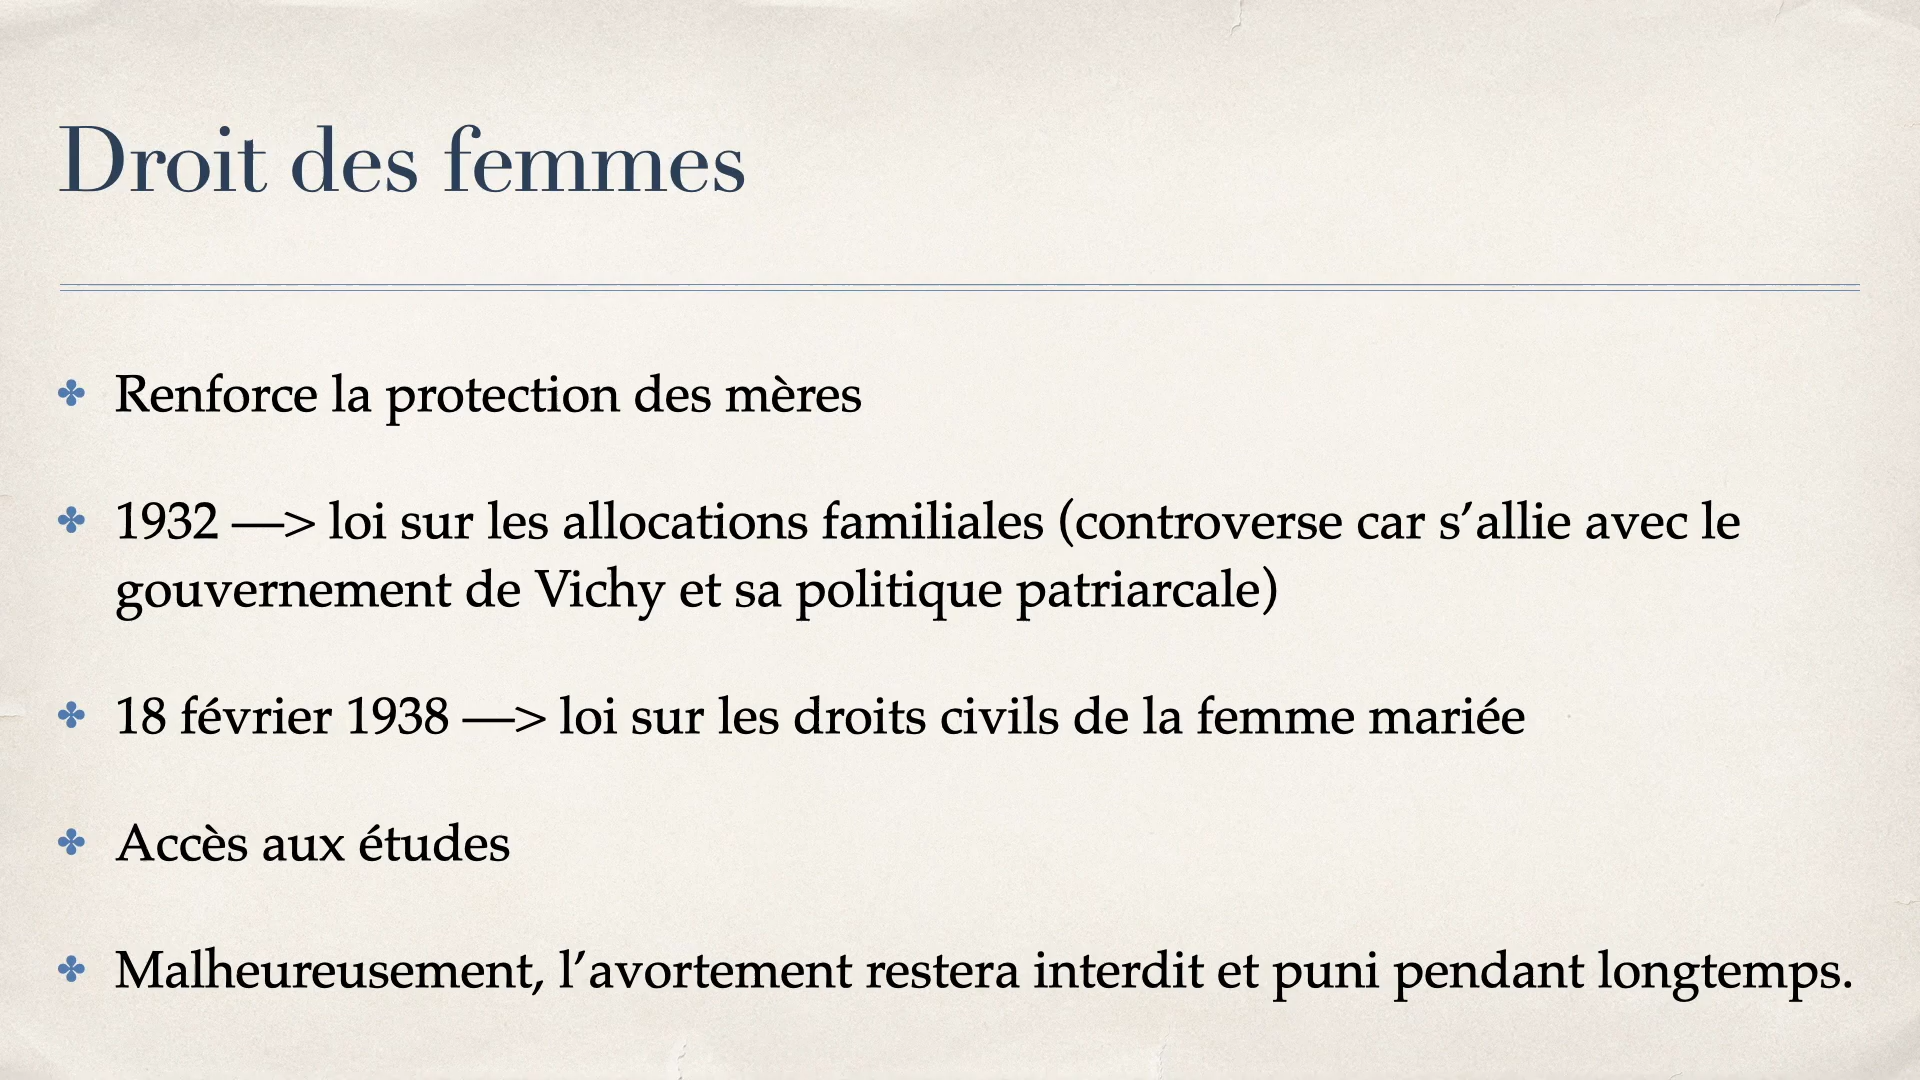 Droit des femmes
✤ Renforce la protection des mères
✤ 1932 —> loi sur les allocations familiales (controverse car s’allie avec le
gouvernement de Vichy et sa politique patriarcale)
✤ 18 février 1938 —> loi sur les droits civils de la femme mariée
✤ Accès aux études
✤ Malheureusement, l’avortement restera interdit et puni pendant longtemps.